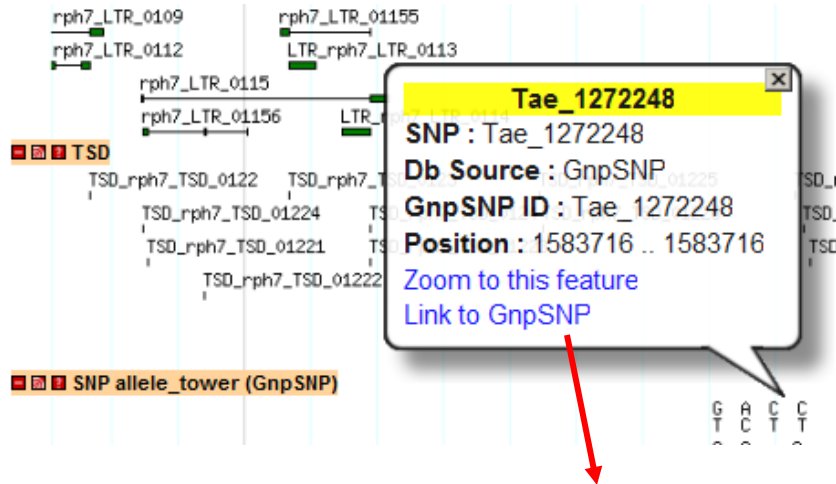 rph7_LTR_0109 rph7_LTR_01155
rph7_LTR_0112 LTR_rph7_LTR_0113
rph7_LTR_0115
rph7_LTR_01156
Tae_1272248
SNP : Tae_1272248
Db Source : GnpSNP
GnpSNP ID : Tae_1272248
Position : 1583716 .. 1583716
Zoom to this feature
Link to GnpSNP
TSD
TSD_rph7_TSD_0122
TSD_rph7_TSD_01224
TSD_rph7_TSD_01221
TSD_rph7_TSD_01222
SNP allele_tower (GnpSNP)
G A C C
T C T T